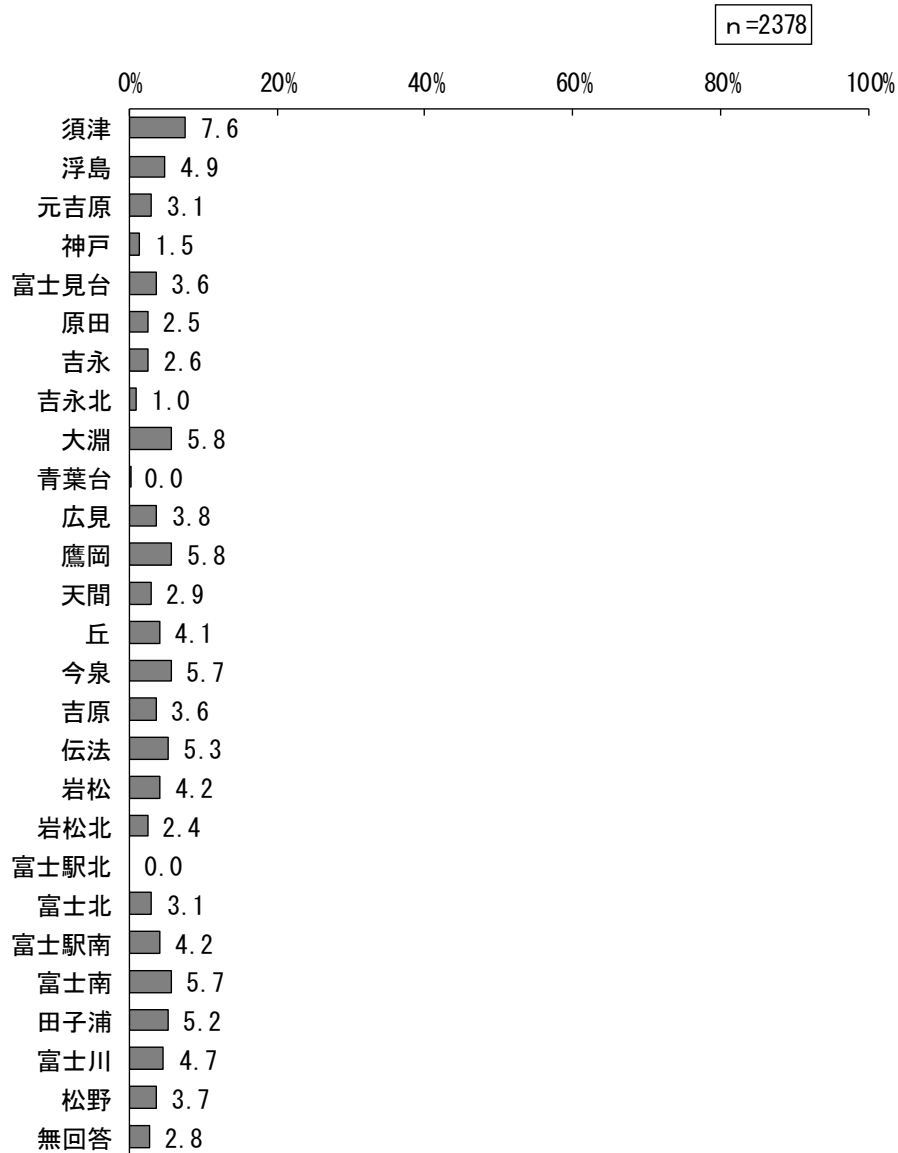 n=2378
0% 20% 40% 60% 80% 100%
須津 7.6
浮島 4.9
元吉原 3.1
神戸 1.5
富士見台 3.6
原田 2.5
吉永 2.6
吉永北 1.0
大淵 5.8
青葉台 0.0
広見 3.8
鷹岡 5.8
天間 2.9
丘 4.1
今泉 5.7
吉原 3.6
伝法 5.3
岩松 4.2
岩松北 2.4
富士駅北 0.0
富士北 3.1
富士駅南 4.2
富士南 5.7
田子浦 5.2
富士川 4.7
松野 3.7
無回答 2.8